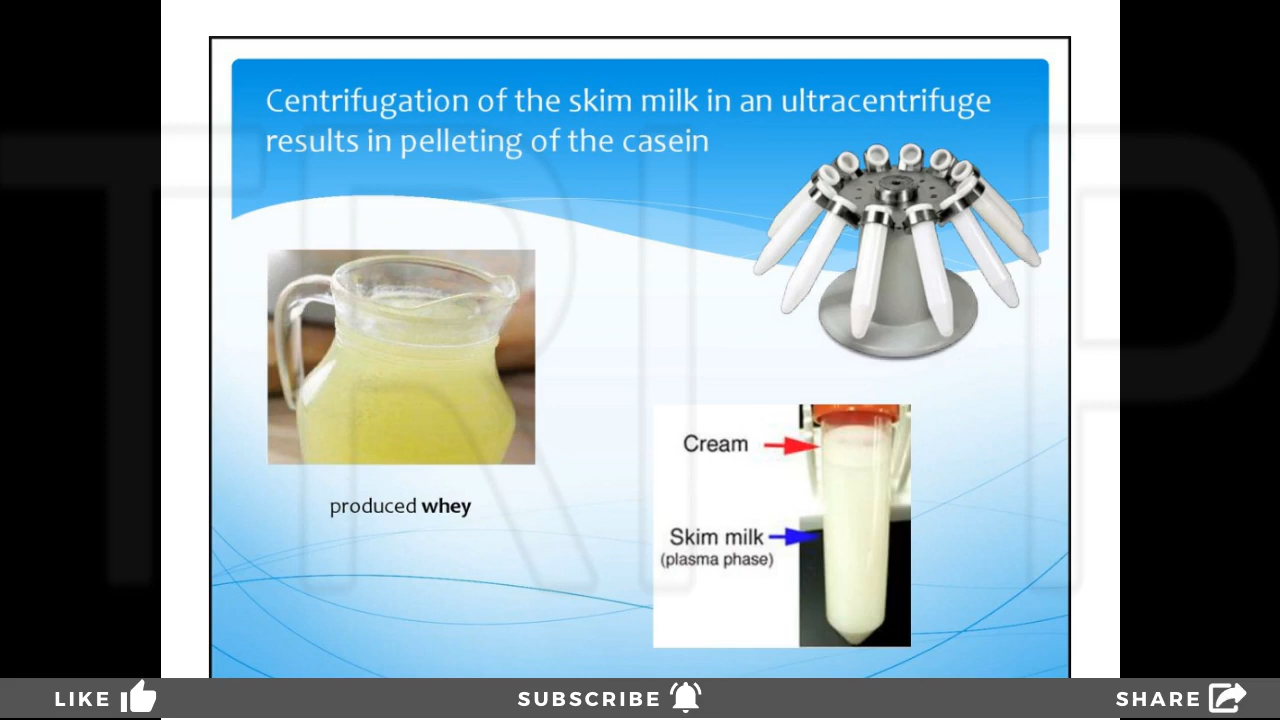 Centrifugation of the skim milk in an ultracentrifuge
results in pelleting of the casein
Cream
produced whey
Skim milk
(plasma phase)
TRIP
LIKE
SUBSCRIBE
SHARE